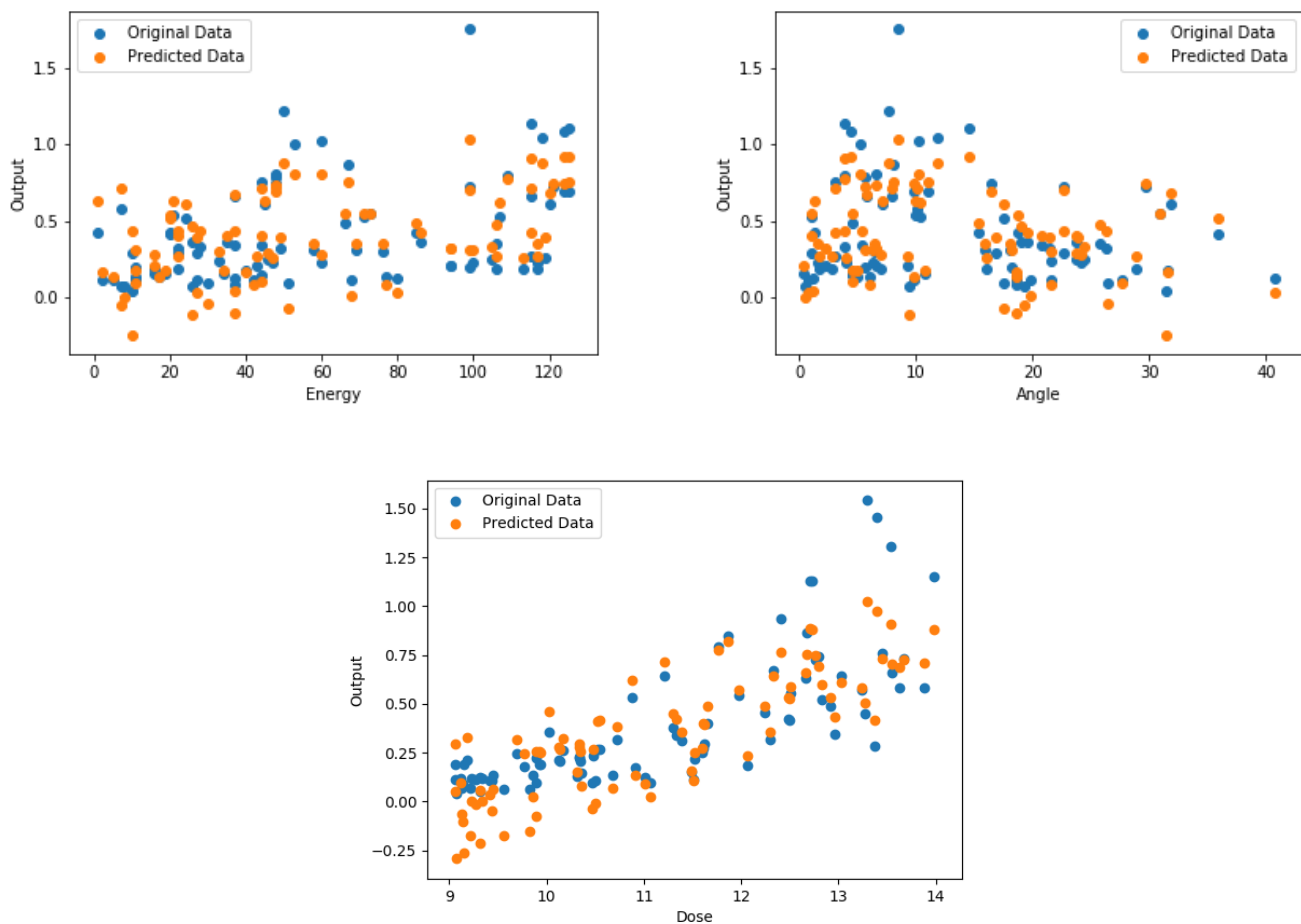 Original Data
Predicted Data
1.5
1.0
0.5
0.0
Output
0 20 40 60 80 100 120
Energy
Original Data
Predicted Data
1.5
1.0
0.5
0.0
Output
0 10 20 30 40
Angle
Original Data
Predicted Data
1.50
1.25
1.00
0.75
0.50
0.25
0.00
−0.25
Output
9 10 11 12 13 14
Dose